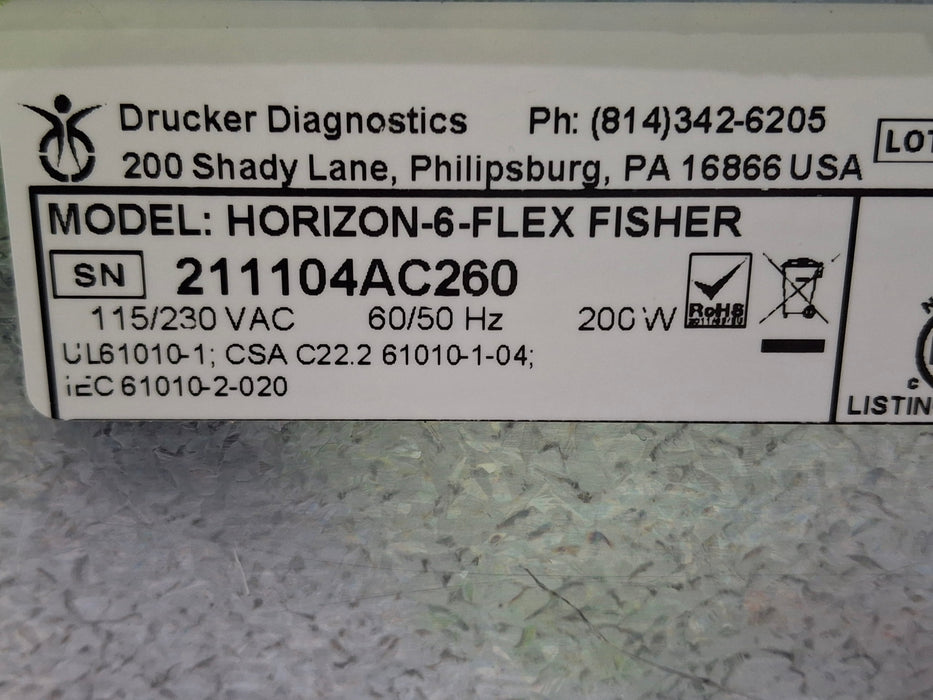 Drucker Diagnostics Ph: (814)342-6205
200 Shady Lane, Philipsburg, PA 16866 USA
LOT
MODEL: HORIZON-6-FLEX FISHER
SN 211104AC260
115/230 VAC 60/50 Hz 200 W
RoHS
UL61010-1; CSA C22.2 61010-1-04;
IEC 61010-2-020
C
LISTIN